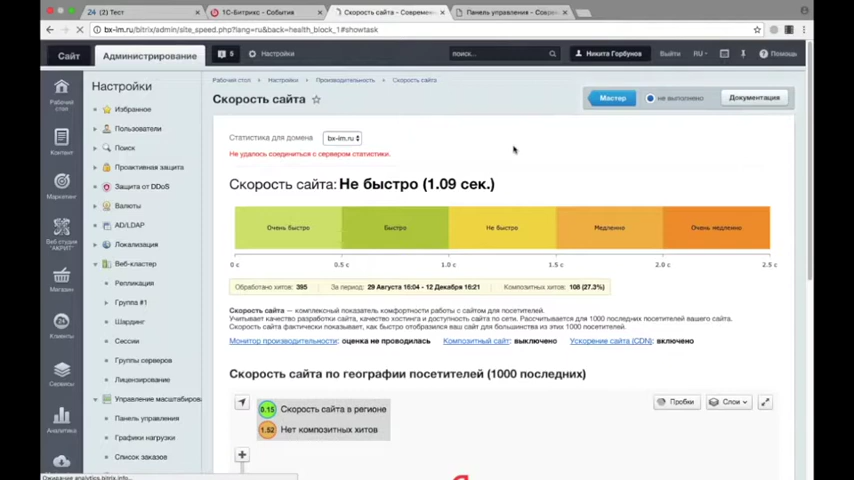 24 (2) Тест
1С-Битрикс - События
Скорость сайта - Современн
Панель управления - Совре
bx-im.ru/bitrix/admin/site_speed.php?lang=ru&back=health_block_1#showtask
Сайт
Администрирование
5
Настройки
поиск...
Никита Горбунов
Выйти
RU
Помощь
Рабочий стол
Контент
Маркетинг
Веб-студия "АКРИТ"
Магазин
Клиенты
Сервисы
Аналитика
Настройки
Избранное
Пользователи
Поиск
Проактивная защита
Защита от DDoS
Валюты
AD/LDAP
Локализация
Веб-кластер
Репликация
Группа #1
Шардинг
Сессии
Группы серверов
Лицензирование
Управление масштабиров
Панель управления
Графики нагрузки
Список заказов
Рабочий стол
Настройки
Производительность
Скорость сайта
Скорость сайта
Мастер
не выполнено
Документация
Статистика для домена bx-im.ru
Не удалось соединиться с сервером статистики.
Скорость сайта: Не быстро (1.09 сек.)
Очень быстро
Быстро
Не быстро
Медленно
Очень медленно
0 с
0.5 с
1.0 с
1.5 с
2.0 с
2.5 с
Обработано хитов: 395
За период: 29 Августа 16:04 - 12 Декабря 16:21
Композитных хитов: 108 (27.3%)
Скорость сайта — комплексный показатель комфортности работы с сайтом для посетителей.
Учитывает качество разработки сайта, качество хостинга и доступность сайта по сети. Рассчитывается для 1000 последних посетителей вашего сайта.
Скорость сайта фактически показывает, как быстро отобразился ваш сайт для большинства из этих 1000 посетителей.
Монитор производительности: оценка не проводилась
Композитный сайт: выключено
Ускорение сайта (CDN): включено
Скорость сайта по географии посетителей (1000 последних)
0.15 Скорость сайта в регионе
1.52 Нет композитных хитов
Пробки
Слои
Ожидание analytics.bitrix.info...